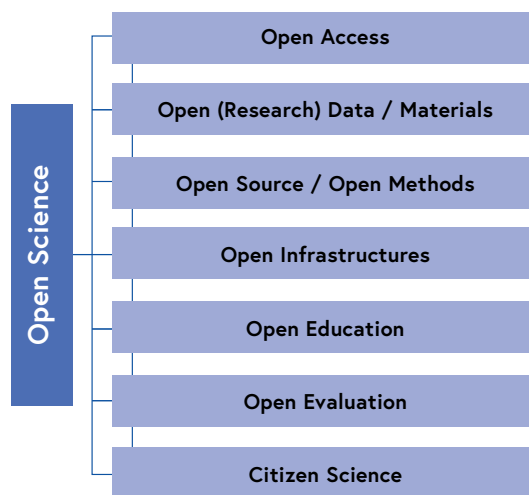 Open Science
Open Access
Open (Research) Data / Materials
Open Source / Open Methods
Open Infrastructures
Open Education
Open Evaluation
Citizen Science